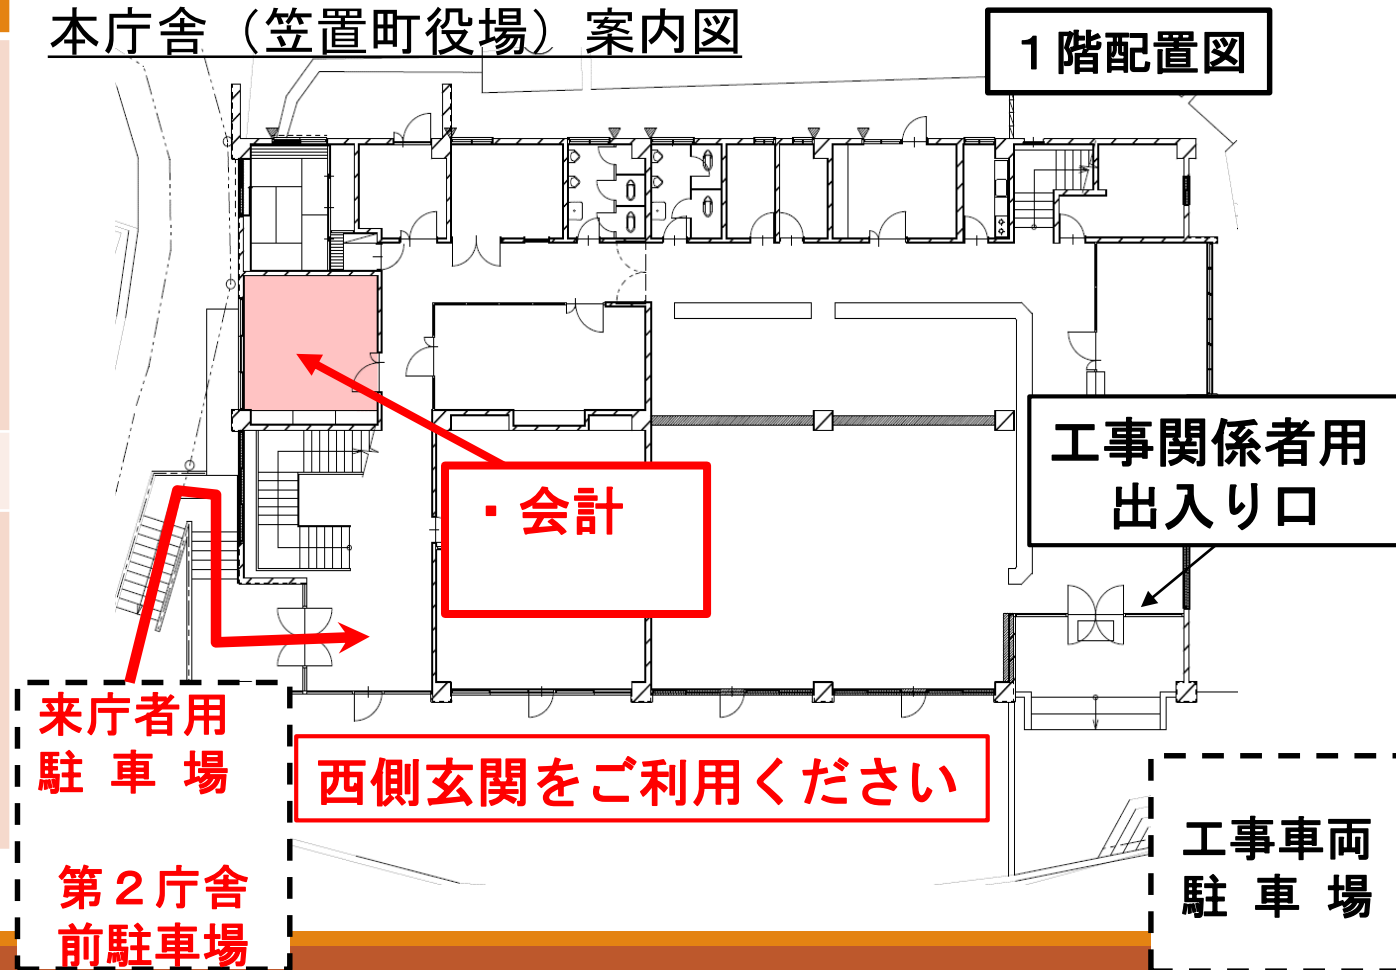 本庁舎（笠置町役場）案内図
１階配置図
工事関係者用
出入り口
・会計
来庁者用
駐 車 場
第２庁舎
前駐車場
西側玄関をご利用ください
工事車両
駐 車 場